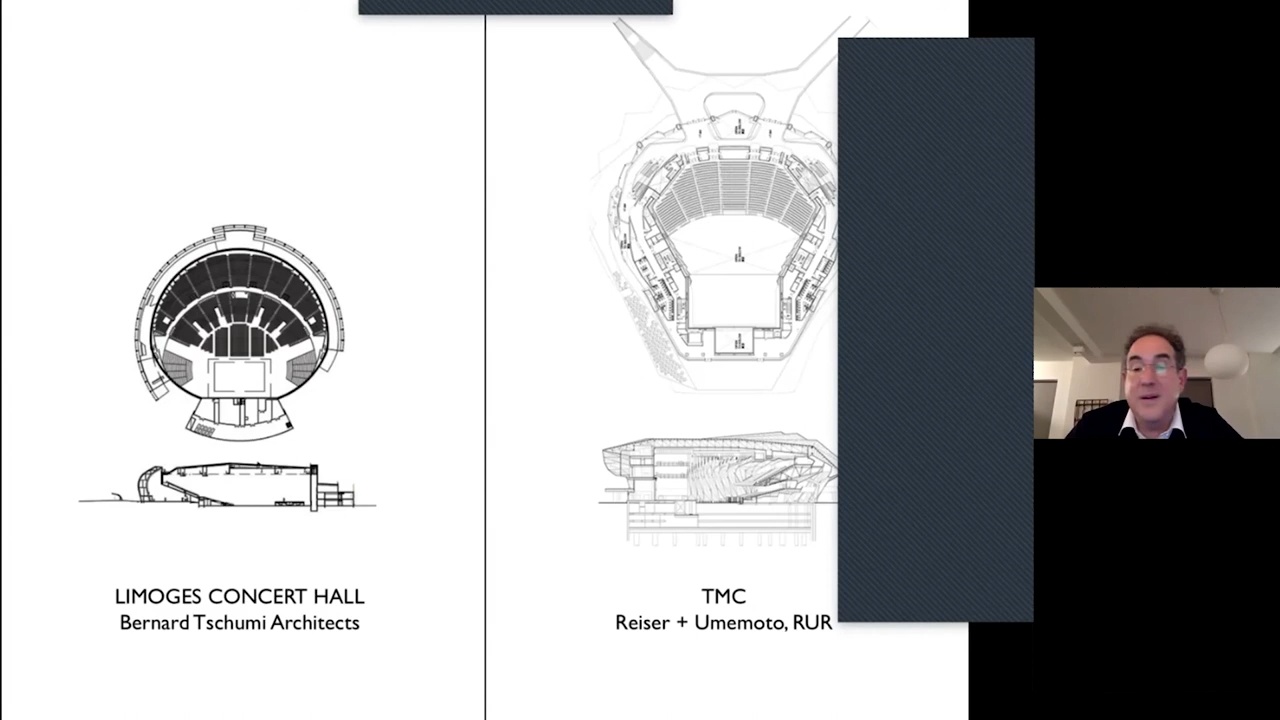 LIMOGES CONCERT HALL
Bernard Tschumi Architects
TMC
Reiser + Umemoto, RUR